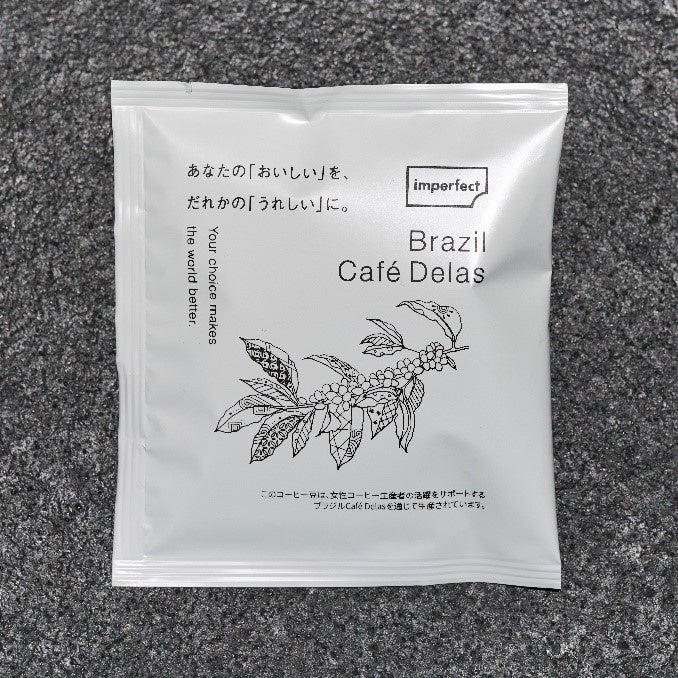 あなたの「おいしい」を、
だれかの「うれしい」に。
imperfect
Brazil
Café Delas
Your choice makes
the world better.
このコーヒー豆は、女性コーヒー生産者の活躍をサポートする
ブラジルCafé Delasを通じて生産されています。